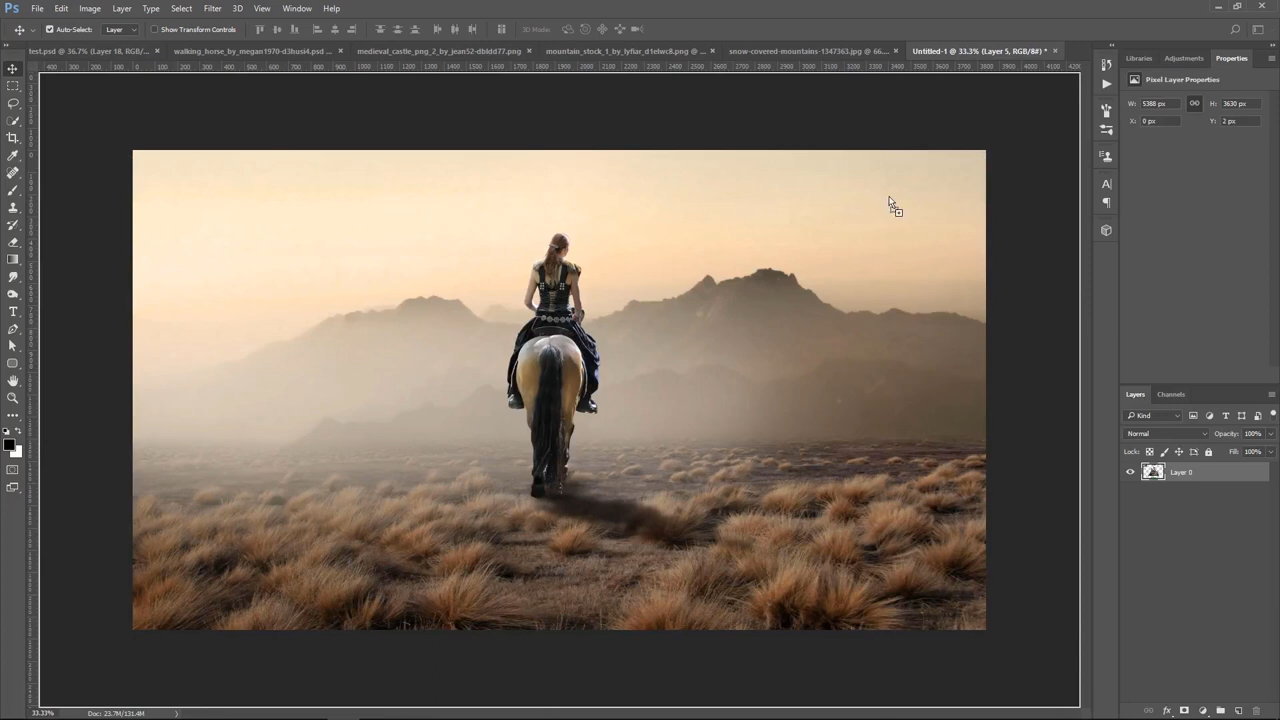 Ps File Edit Image Layer Type Select Filter 3D View Window Help
Auto-Select: Layer Show Transform Controls 3D Mode:
test.psd @ 36.7% (Layer 18, RGB/8... × walking_horse_by_megan1970-d3husi4.psd ... × medieval_castle_png_2_by_jean52-dbldd77.png × mountain_stock_1_by_lyfiar_d1elwc8.png @ ... × snow-covered-mountains-1347363.jpg @ 66.... × Untitled-1 @ 33.3% (Layer 5, RGB/8#) * ×
Libraries Adjustments Properties
Pixel Layer Properties
W: 5388 px H: 3630 px
X: 0 px Y: 2 px
Layers Channels
Kind
Normal Opacity: 100%
Lock: Fill: 100%
Layer 0
33.33% Doc: 23.7M/131.4M